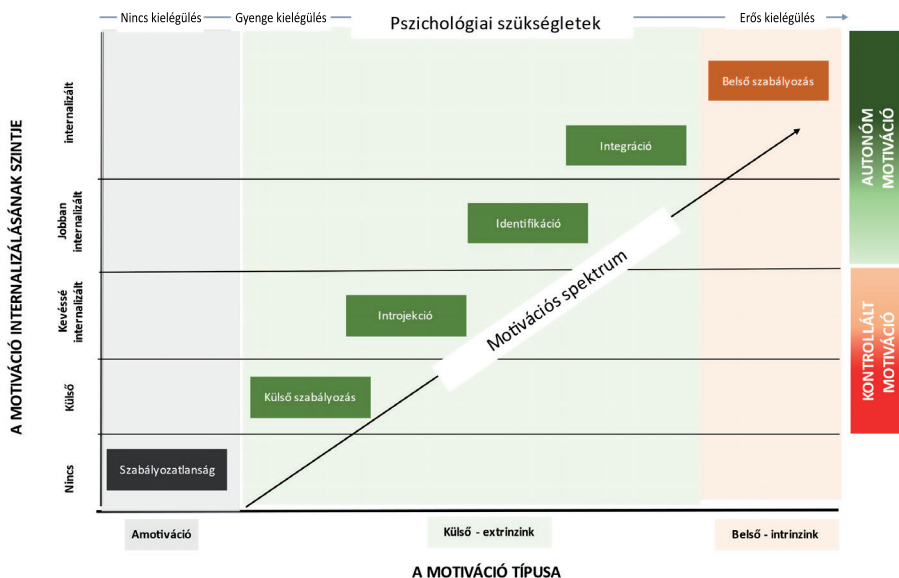 Nincs kielégülés
Gyenge kielégülés
Pszichológiai szükségletek
Erős kielégülés
A MOTIVÁCIÓ INTERNALIZÁLÁSÁNAK SZINTJE
internalizált
Jobban
internalizált
Kevéssé
internalizált
Külső
Nincs
Belső szabályozás
Integráció
Identifikáció
Introjekció
Külső szabályozás
Szabályozatlanság
Motivációs spektrum
AUTONÓM
MOTIVÁCIÓ
KONTROLLÁLT
MOTIVÁCIÓ
Amotiváció
Külső - extrinzink
Belső - intrinzink
A MOTIVÁCIÓ TÍPUSA